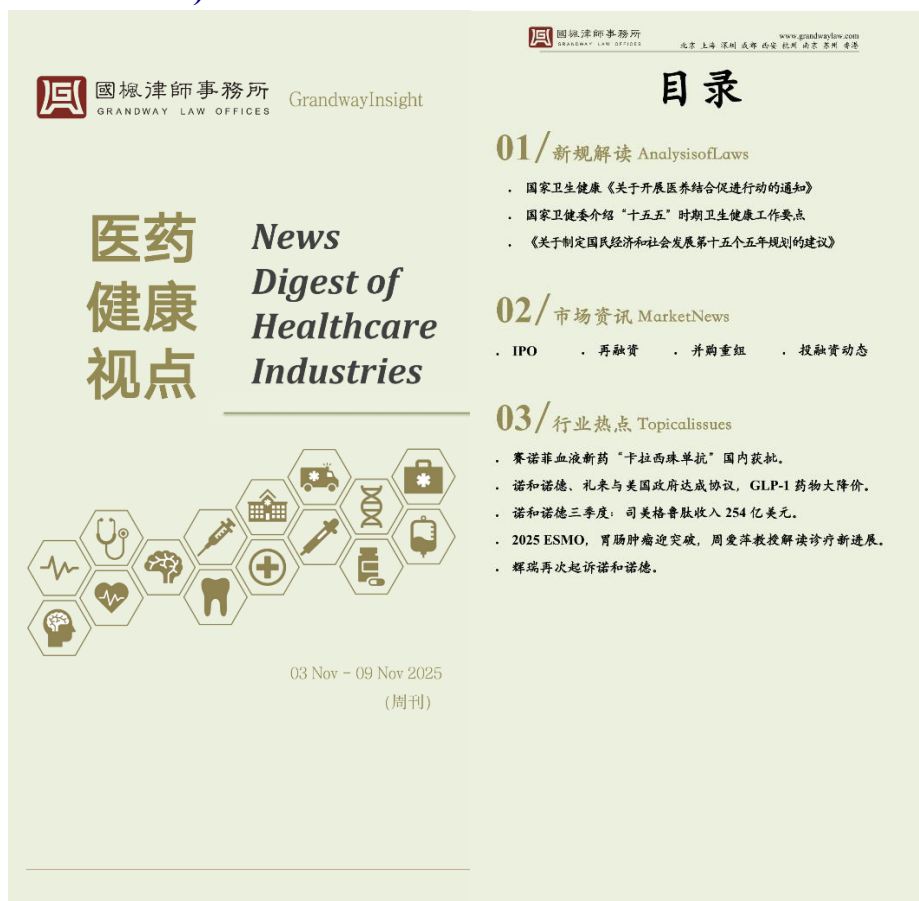 國楓津師事務所
GRANDWAY LAW OFFICES
GrandwayInsight
医药
健康
视点
News
Digest of
Healthcare
Industries
03 Nov - 09 Nov 2025
(周刊)
國楓津師事務所
GRANDWAY LAW OFFICES
www.grandwaylaw.com
北京 上海 深圳 成都 西安 杭州 南京 苏州 香港
目录
01/新规解读 AnalysisofLaws
. 国家卫生健康《关于开展医养结合促进行动的通知》
. 国家卫健委介绍“十五五”时期卫生健康工作要点
. 《关于制定国民经济和社会发展第十五个五年规划的建议》
02/市场资讯 MarketNews
. IPO . 再融资 . 并购重组 . 投融资动态
03/行业热点 Topicalissues
. 赛诺菲血液新药“卡拉西珠单抗”国内获批。
. 诺和诺德、礼来与美国政府达成协议，GLP-1 药物大降价。
. 诺和诺德三季度：司美格鲁肽收入 254 亿美元。
. 2025 ESMO，胃肠肿瘤迎突破，周爱萍教授解读诊疗新进展。
. 辉瑞再次起诉诺和诺德。